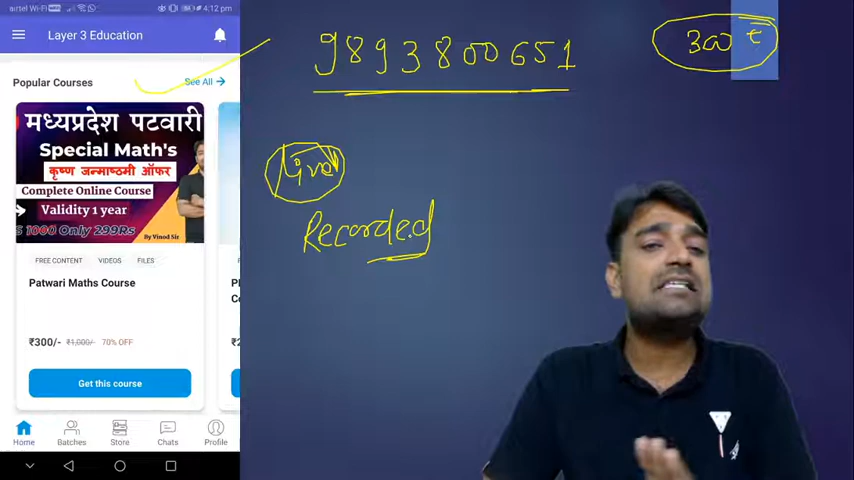 airtel Wi-Fi 4:12 pm
Layer 3 Education
Popular Courses
See All →
मध्यप्रदेश पटवारी
Special Math's
कृष्ण जन्माष्ठमी ऑफर
Complete Online Course
Validity 1 year
1000 Only 299Rs
By Vinod Sir
FREE CONTENT VIDEOS FILES
Patwari Maths Course
₹300/- ₹1,000/- 70% OFF
Get this course
Home Batches Store Chats Profile
9893800651
300 ₹
Live
Recorded